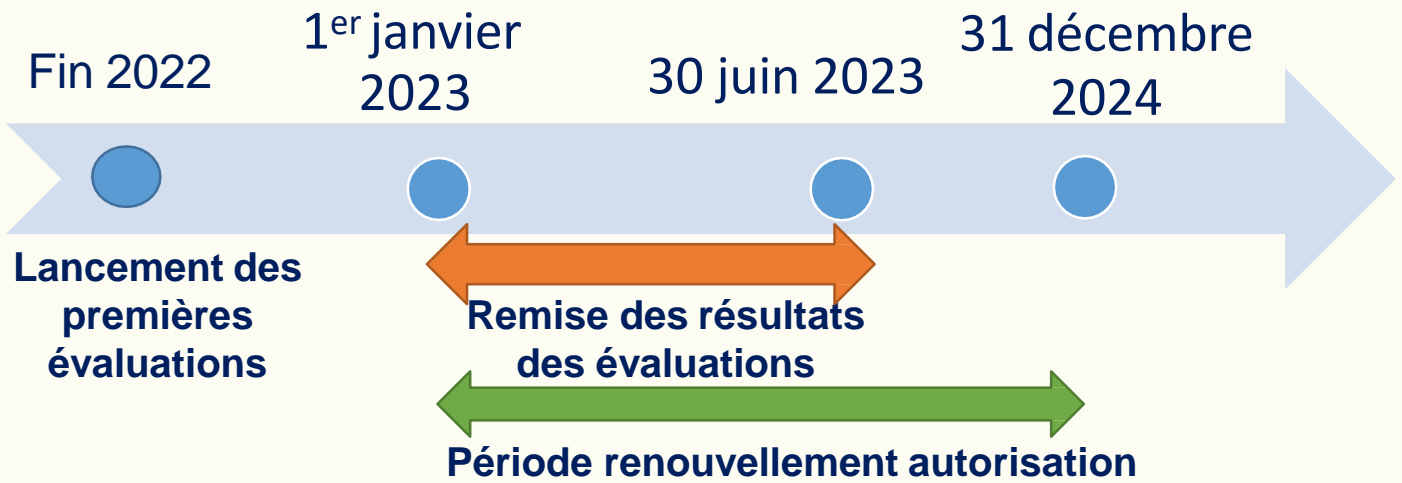 Fin 2022
1er janvier
2023
30 juin 2023
31 décembre
2024
Lancement des
premières
évaluations
Remise des résultats
des évaluations
Période renouvellement autorisation